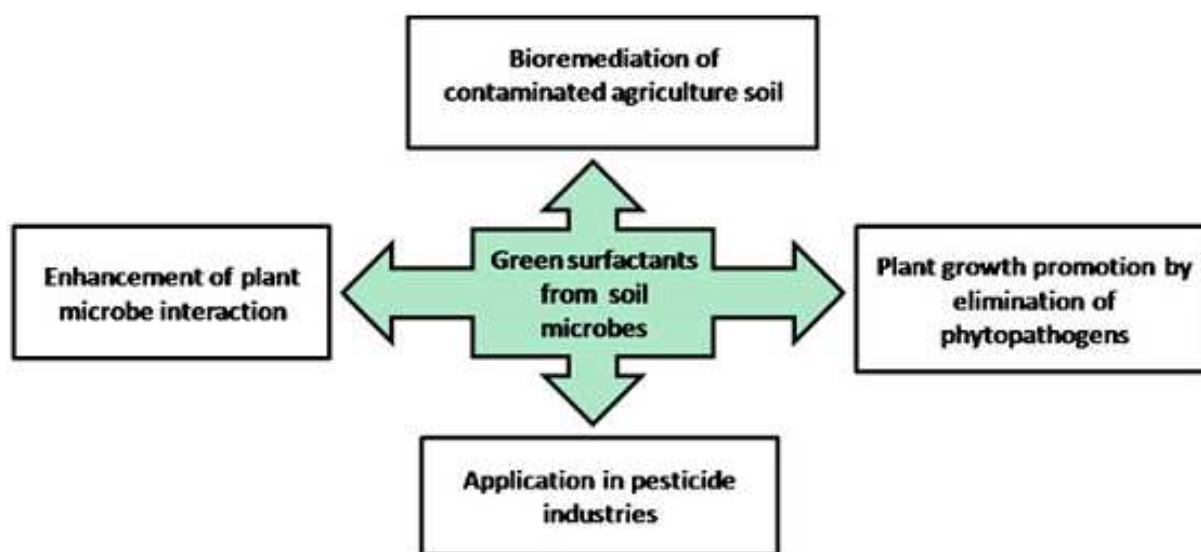 Bioremediation of
contaminated agriculture soil
Enhancement of plant
microbe interaction
Green surfactants
from soil
microbes
Plant growth promotion by
elimination of
phytopathogens
Application in pesticide
industries